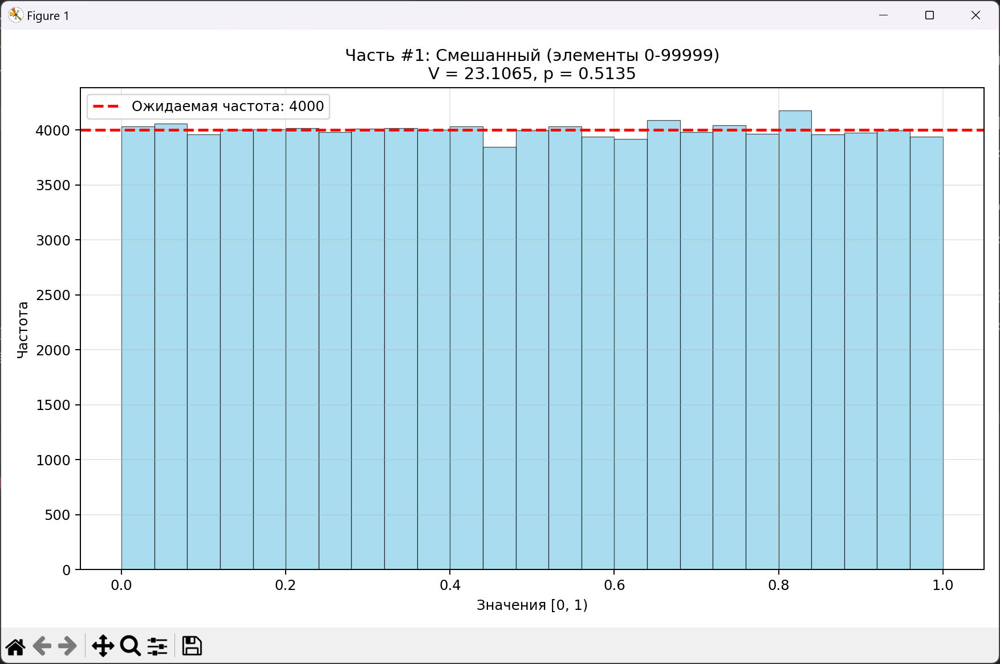 Figure 1
Часть #1: Смешанный (элементы 0-99999)
V = 23.1065, p = 0.5135
Ожидаемая частота: 4000
4000
3500
3000
2500
2000
1500
1000
500
0
Частота
0.0 0.2 0.4 0.6 0.8 1.0
Значения [0, 1)